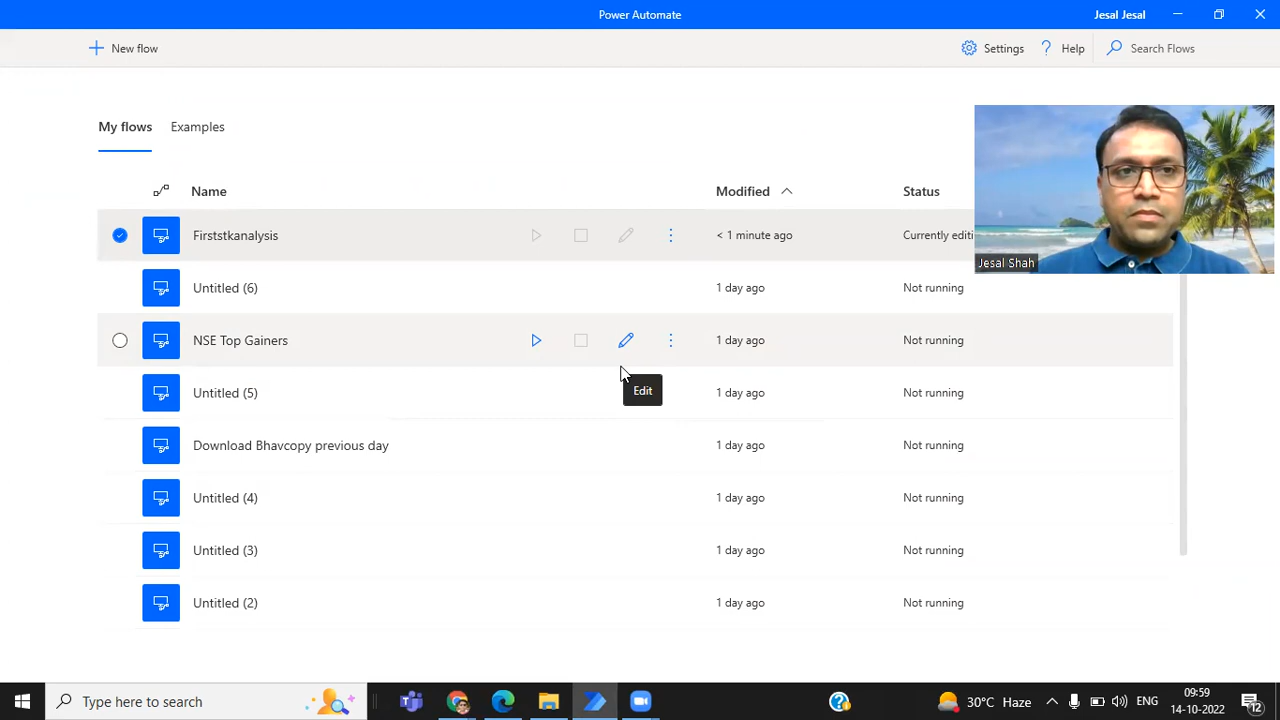 Power Automate
Jesal Jesal
New flow
Settings
Help
Search Flows
My flows
Examples
Name
Modified
Status
Firststkanalysis
< 1 minute ago
Currently editi
Jesal Shah
Untitled (6)
1 day ago
Not running
NSE Top Gainers
1 day ago
Not running
Edit
Untitled (5)
1 day ago
Not running
Download Bhavcopy previous day
1 day ago
Not running
Untitled (4)
1 day ago
Not running
Untitled (3)
1 day ago
Not running
Untitled (2)
1 day ago
Not running
Type here to search
30°C Haze
ENG
09:59
14-10-2022
12